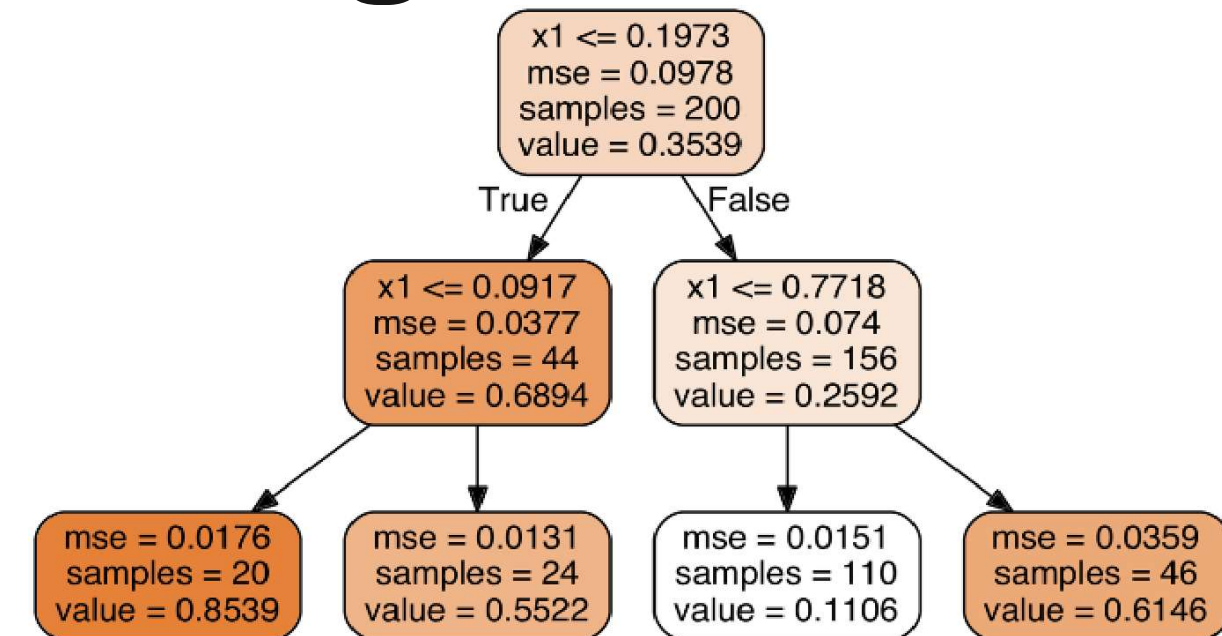 x1 <= 0.1973
mse = 0.0978
samples = 200
value = 0.3539
True
False
x1 <= 0.0917
mse = 0.0377
samples = 44
value = 0.6894
x1 <= 0.7718
mse = 0.074
samples = 156
value = 0.2592
mse = 0.0176
samples = 20
value = 0.8539
mse = 0.0131
samples = 24
value = 0.5522
mse = 0.0151
samples = 110
value = 0.1106
mse = 0.0359
samples = 46
value = 0.6146